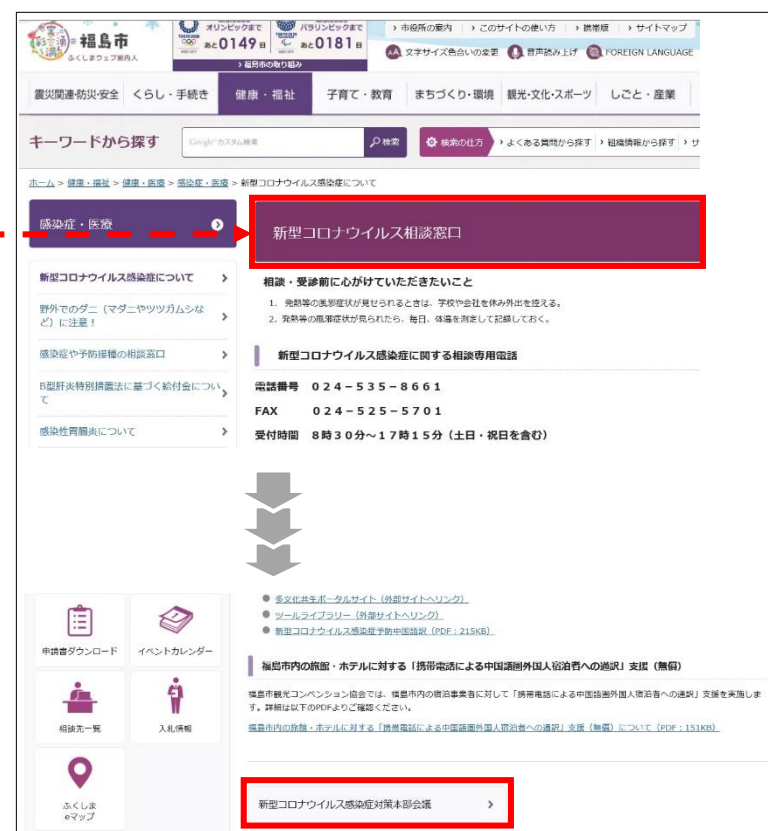 福島市
ふくしまウェブ案内人
オリンピックまで
あと0149日
パラリンピックまで
あと0181日
› 福島市の取り組み
› 市役所の案内 › このサイトの使い方 › 携帯版 › サイトマップ
文字サイズ色合いの変更 音声読み上げ FOREIGN LANGUAGE
震災関連・防災・安全 くらし・手続き 健康・福祉 子育て・教育 まちづくり・環境 観光・文化・スポーツ しごと・産業
キーワードから探す Google カスタム検索 検索 検索の仕方 › よくある質問から探す › 組織情報から探す › サ
ホーム > 健康・福祉 > 健康・医療 > 感染症・医療 > 新型コロナウイルス感染症について
感染症・医療
新型コロナウイルス感染症について
野外でのダニ（マダニやツツガムシな
ど）に注意！
感染症や予防接種の相談窓口
B型肝炎特別措置法に基づく給付金につい
て
感染性胃腸炎について
新型コロナウイルス相談窓口
相談・受診前に心がけていただきたいこと
1. 発熱等の風邪症状が見せられるときは、学校や会社を休み外出を控える。
2. 発熱等の風邪症状が見られたら、毎日、体温を測定して記録しておく。
新型コロナウイルス感染症に関する相談専用電話
電話番号 ０２４－５３５－８６６１
FAX ０２４－５２５－５７０１
受付時間 8時３０分～１７時１５分（土日・祝日を含む）
申請書ダウンロード イベントカレンダー
相談先一覧 入札情報
ふくしま
eマップ
● 多文化共生ポータルサイト（外部サイトへリンク）
● ツールライブラリー（外部サイトへリンク）
● 新型コロナウイルス感染症予防中国語訳（PDF：215KB）
福島市内の旅館・ホテルに対する「携帯電話による中国語圏外国人宿泊者への通訳」支援（無償）
福島市観光コンベンション協会では、福島市内の宿泊事業者に対して「携帯電話による中国語圏外国人宿泊者への通訳」支援を実施しま
す。詳細は以下のPDFよりご確認ください。
福島市内の旅館・ホテルに対する「携帯電話による中国語圏外国人宿泊者への通訳」支援（無償）について（PDF：151KB）
新型コロナウイルス感染症対策本部会議